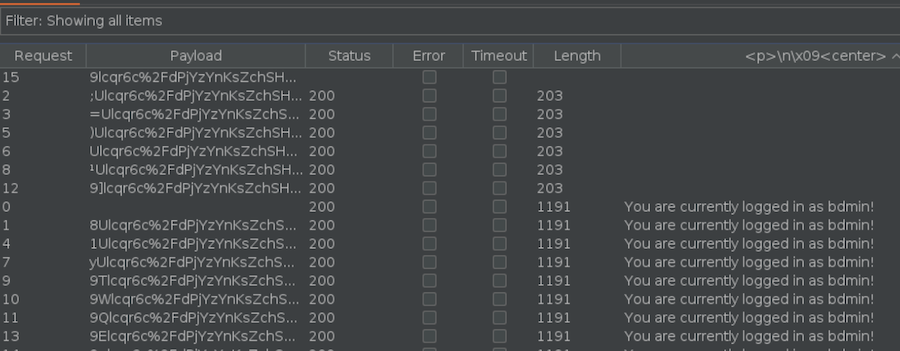 Filter: Showing all items
Request Payload Status Error Timeout Length <p>\n\x09<center>
15 9lcqr6c%2FdPjYzYnKsZchSH...
2 ;Ulcqr6c%2FdPjYzYnKsZchSH... 200 203
3 =Ulcqr6c%2FdPjYzYnKsZchSH... 200 203
5 )Ulcqr6c%2FdPjYzYnKsZchSH... 200 203
6 Ulcqr6c%2FdPjYzYnKsZchSH... 200 203
8 ¹Ulcqr6c%2FdPjYzYnKsZchSH... 200 203
12 9]lcqr6c%2FdPjYzYnKsZchSH... 200 203
0 200 1191 You are currently logged in as bdmin!
1 8Ulcqr6c%2FdPjYzYnKsZchS... 200 1191 You are currently logged in as bdmin!
4 1Ulcqr6c%2FdPjYzYnKsZchS... 200 1191 You are currently logged in as bdmin!
7 yUlcqr6c%2FdPjYzYnKsZchS... 200 1191 You are currently logged in as bdmin!
9 9Tlcqr6c%2FdPjYzYnKsZchS... 200 1191 You are currently logged in as bdmin!
10 9Wlcqr6c%2FdPjYzYnKsZchS... 200 1191 You are currently logged in as bdmin!
11 9Qlcqr6c%2FdPjYzYnKsZchS... 200 1191 You are currently logged in as bdmin!
13 9Elcqr6c%2FdPjYzYnKsZchS... 200 1191 You are currently logged in as bdmin!